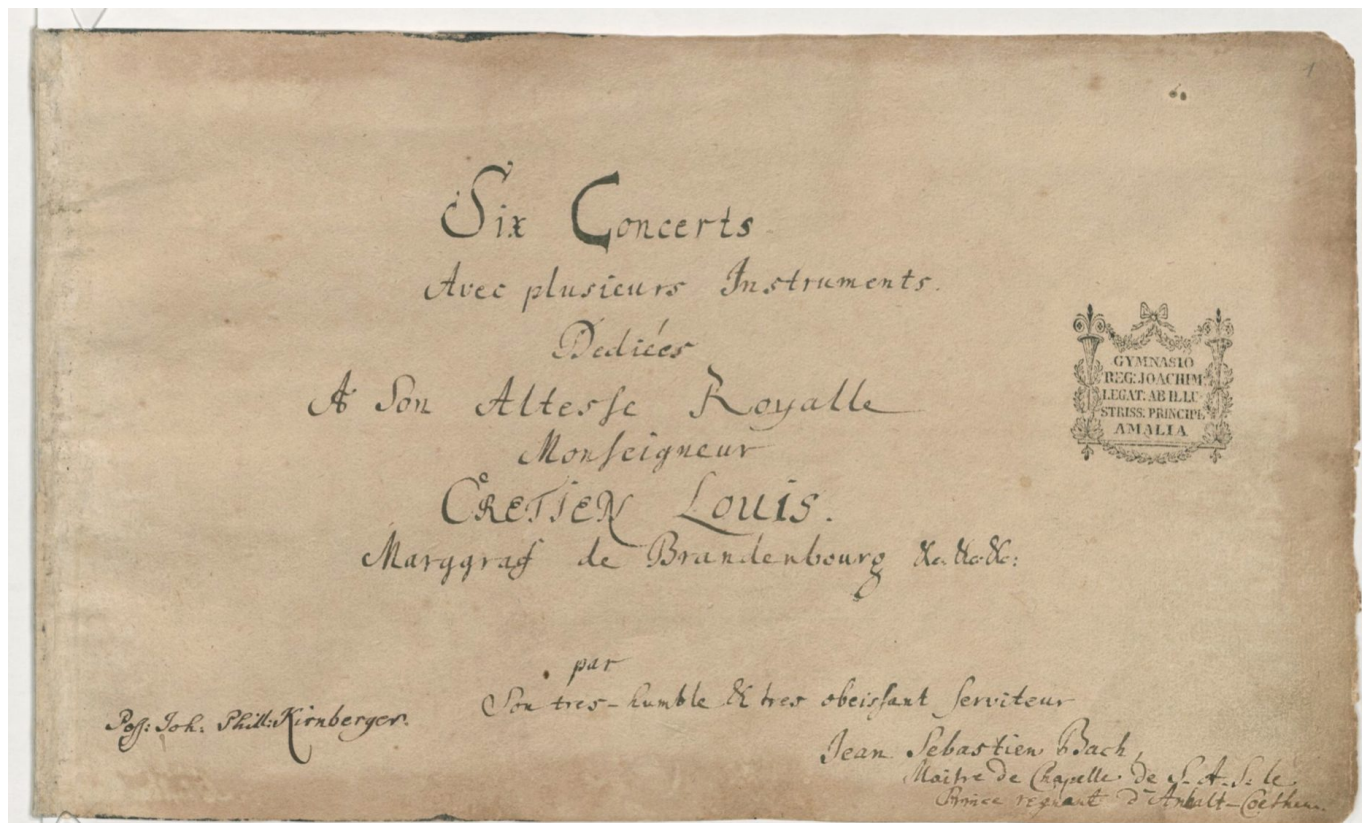 1
Six Concerts
Avec plusieurs Instruments.
Dediées
A Son Altesse Royalle
Monseigneur
CRETIEN Louis.
Marggraf de Brandenbourg &c. &c. &c:
GYMNASIO
REG: JOACHIM:
LEGAT: AB ILLU-
STRISS: PRINCIPE
AMALIA
par
Son tres-humble & tres obeissant serviteur
Poss: Joh: Phill: Kirnberger.
Jean Sebastien Bach,
Maitre de Chapelle de S. A. S. le
Prince regnant d'Anhalt-Coethen.